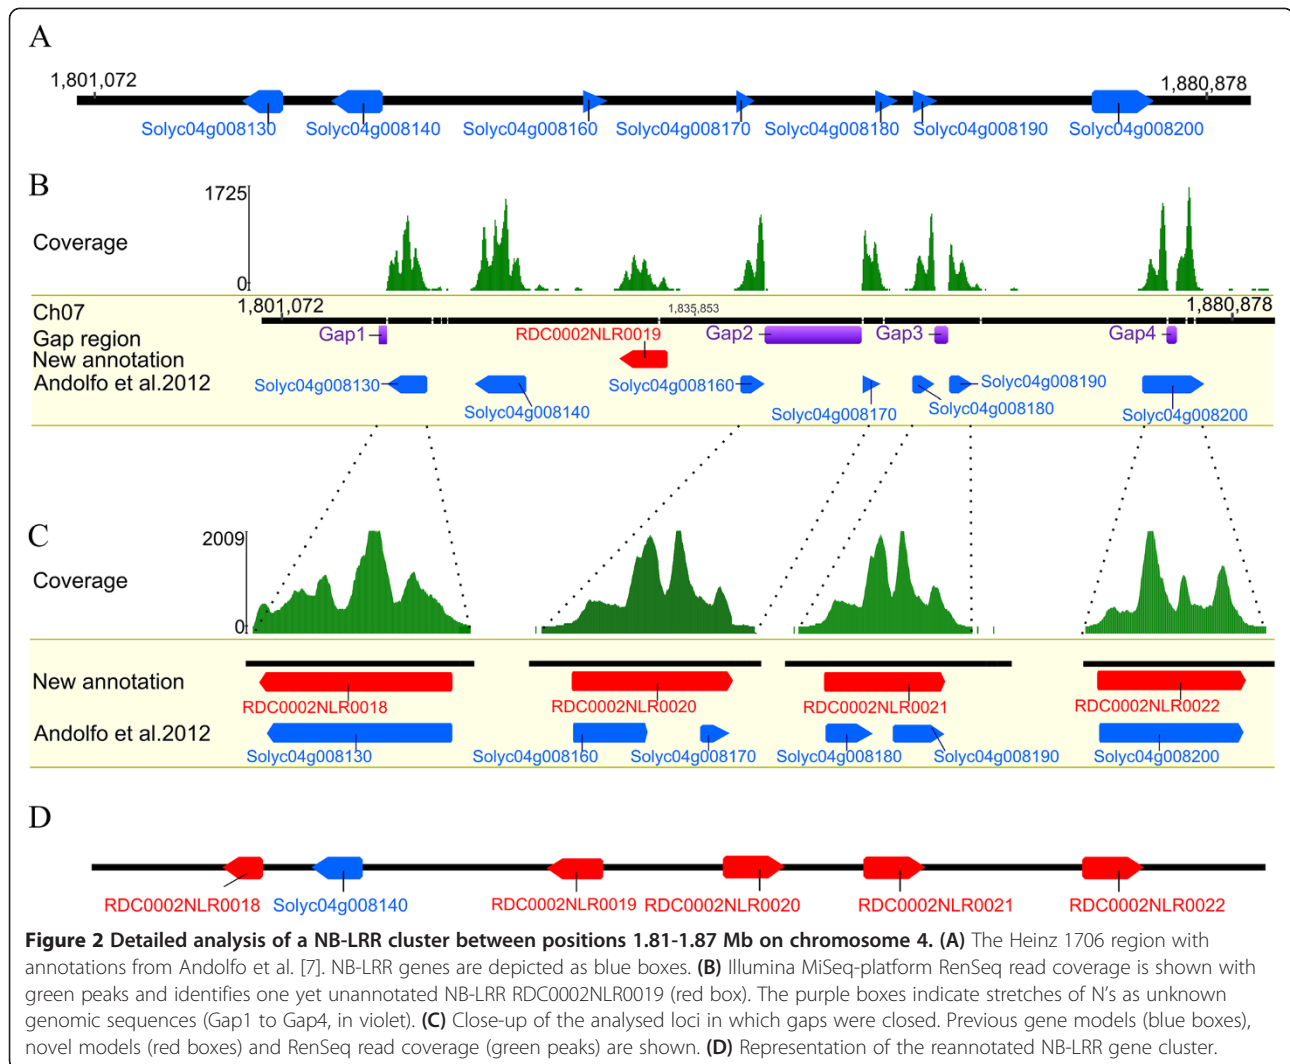 A
1,801,072
1,880,878
Solyc04g008130
Solyc04g008140
Solyc04g008160
Solyc04g008170
Solyc04g008180
Solyc04g008190
Solyc04g008200
B
1725
Coverage
0
Ch07
1,801,072
1,835,853
1,880,878
Gap region
Gap1
RDC0002NLR0019
Gap2
Gap3
Gap4
New annotation
Andolfo et al.2012
Solyc04g008130
Solyc04g008140
Solyc04g008160
Solyc04g008170
Solyc04g008190
Solyc04g008180
Solyc04g008200
C
2009
Coverage
0
New annotation
RDC0002NLR0018
RDC0002NLR0020
RDC0002NLR0021
RDC0002NLR0022
Andolfo et al.2012
Solyc04g008130
Solyc04g008160
Solyc04g008170
Solyc04g008180
Solyc04g008190
Solyc04g008200
D
RDC0002NLR0018
Solyc04g008140
RDC0002NLR0019
RDC0002NLR0020
RDC0002NLR0021
RDC0002NLR0022
Figure 2 Detailed analysis of a NB-LRR cluster between positions 1.81-1.87 Mb on chromosome 4. (A) The Heinz 1706 region with
annotations from Andolfo et al. [7]. NB-LRR genes are depicted as blue boxes. (B) Illumina MiSeq-platform RenSeq read coverage is shown with
green peaks and identifies one yet unannotated NB-LRR RDC0002NLR0019 (red box). The purple boxes indicate stretches of N's as unknown
genomic sequences (Gap1 to Gap4, in violet). (C) Close-up of the analysed loci in which gaps were closed. Previous gene models (blue boxes),
novel models (red boxes) and RenSeq read coverage (green peaks) are shown. (D) Representation of the reannotated NB-LRR gene cluster.